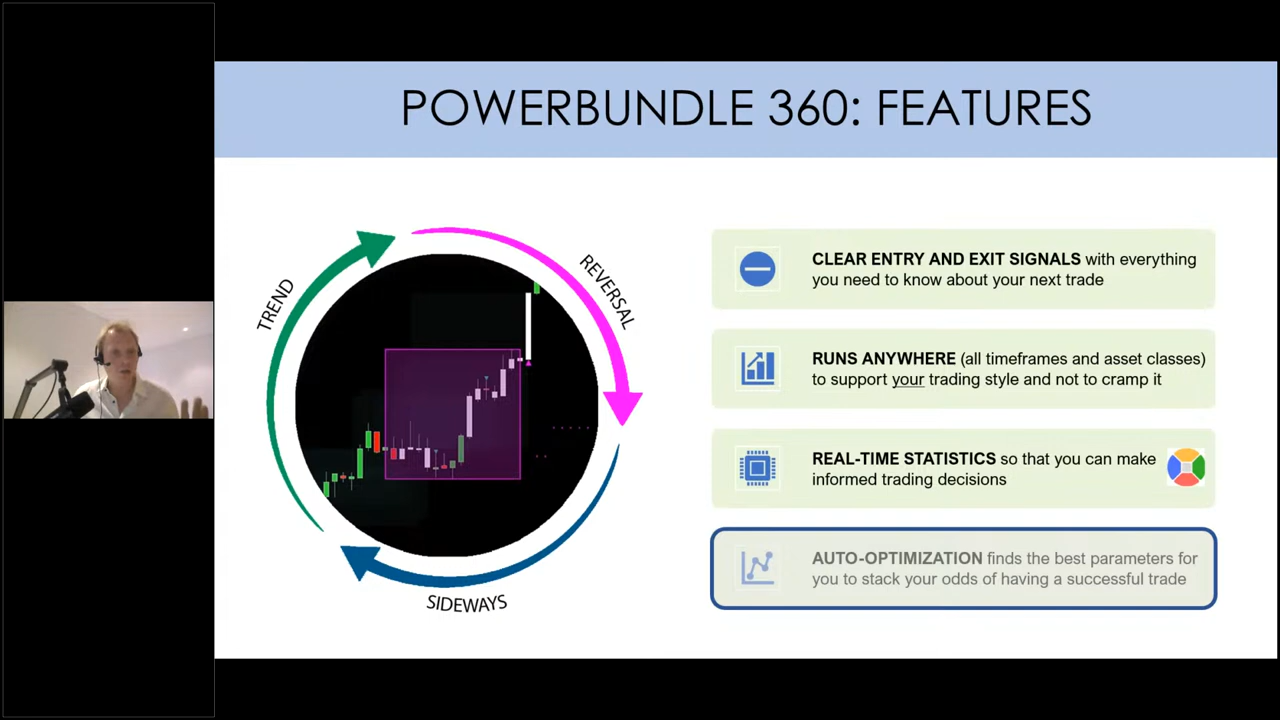 POWERBUNDLE 360: FEATURES
TREND
REVERSAL
SIDEWAYS
CLEAR ENTRY AND EXIT SIGNALS with everything
you need to know about your next trade
RUNS ANYWHERE (all timeframes and asset classes)
to support your trading style and not to cramp it
REAL-TIME STATISTICS so that you can make
informed trading decisions
AUTO-OPTIMIZATION finds the best parameters for
you to stack your odds of having a successful trade